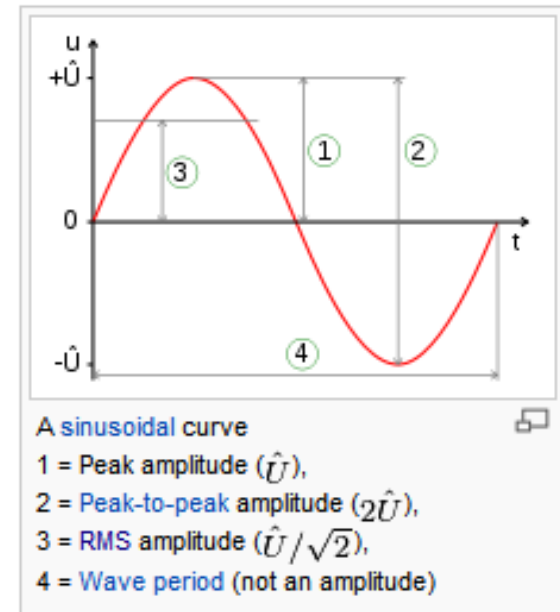 u
+Û
1
2
3
0
t
4
-Û
A sinusoidal curve
1 = Peak amplitude (Û),
2 = Peak-to-peak amplitude (2Û),
3 = RMS amplitude (Û/√2),
4 = Wave period (not an amplitude)